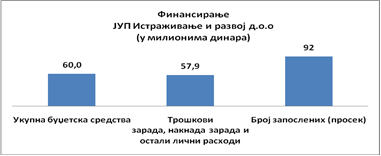 Финансирање
ЈУП Истраживање и развој д.о.о
(у милионима динара)
92
60,0
57,9
Укупна буџетска средства
Трошкови
зарада, накнада зарада и
остали лични расходи
Број запослених (просек)